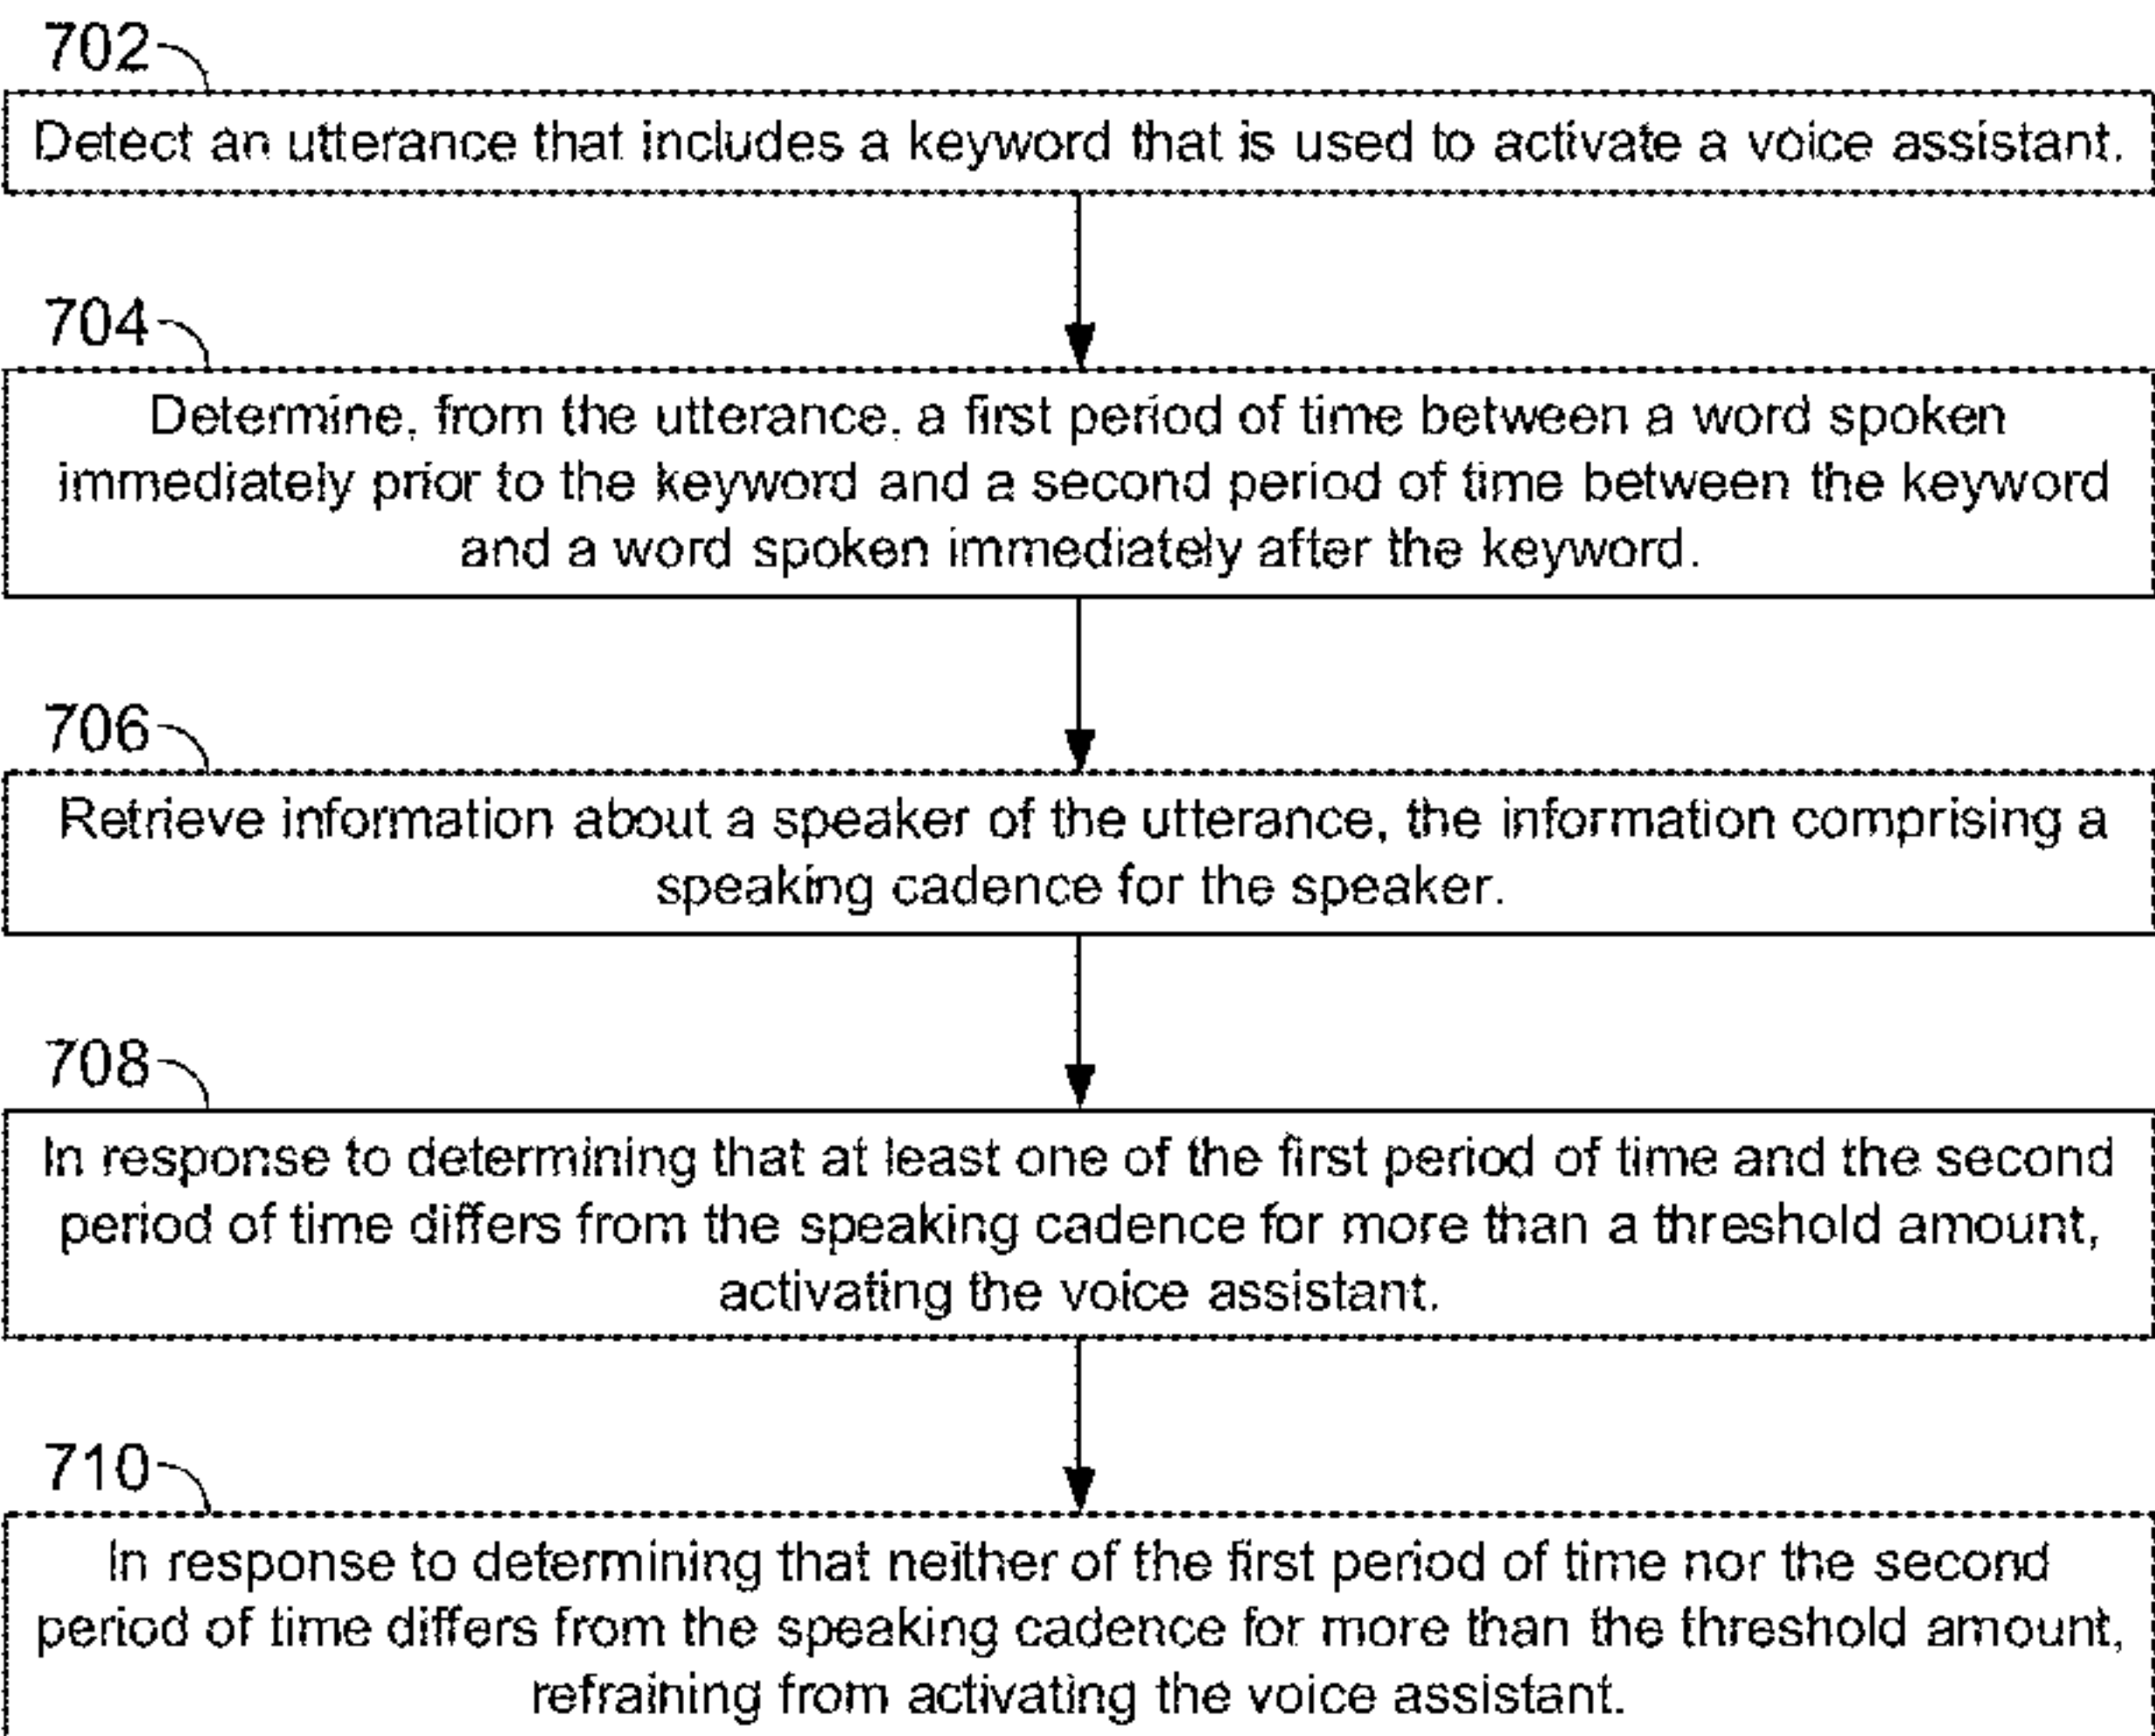 702
Detect an utterance that includes a keyword that is used to activate a voice assistant.
704
Determine, from the utterance, a first period of time between a word spoken
immediately prior to the keyword and a second period of time between the keyword
and a word spoken immediately after the keyword.
706
Retrieve information about a speaker of the utterance, the information comprising a
speaking cadence for the speaker.
708
In response to determining that at least one of the first period of time and the second
period of time differs from the speaking cadence for more than a threshold amount,
activating the voice assistant.
710
In response to determining that neither of the first period of time nor the second
period of time differs from the speaking cadence for more than the threshold amount,
refraining from activating the voice assistant.